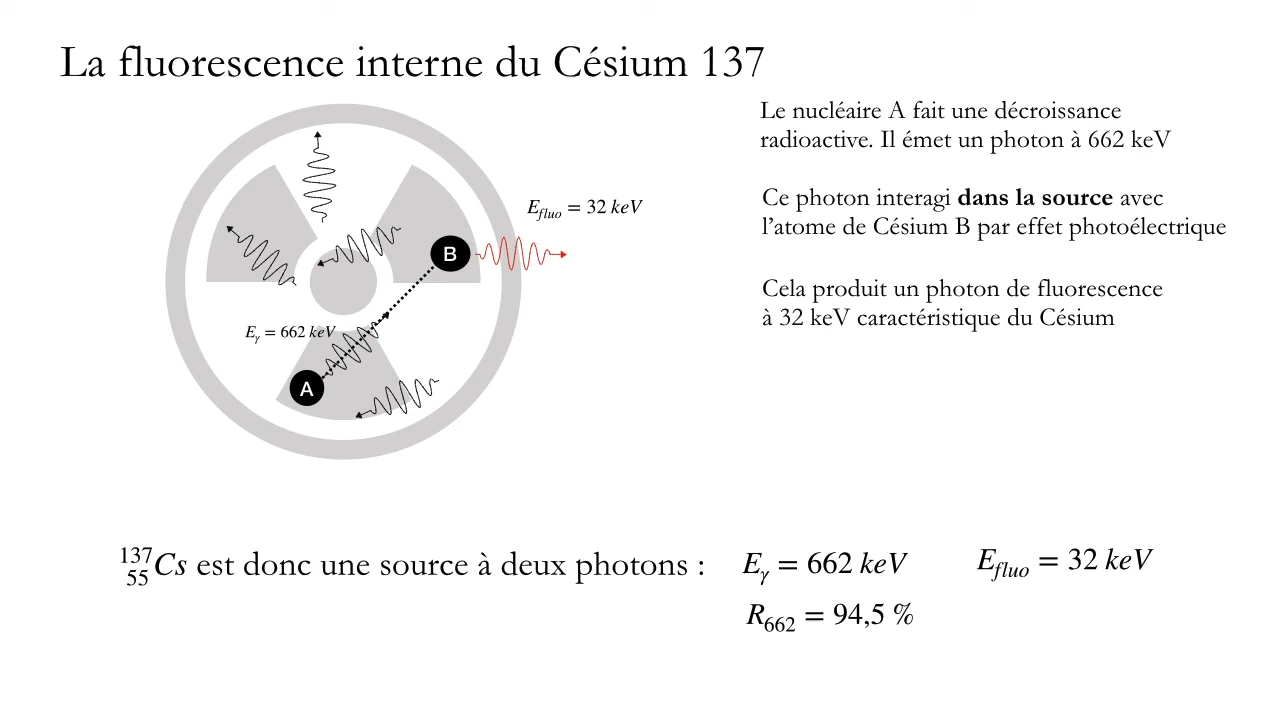 La fluorescence interne du Césium 137
Le nucléaire A fait une décroissance
radioactive. Il émet un photon à 662 keV
Ce photon interagi dans la source avec
l’atome de Césium B par effet photoélectrique
Cela produit un photon de fluorescence
à 32 keV caractéristique du Césium
E_fluo = 32 keV
B
E_γ = 662 keV
A
¹³⁷₅₅Cs est donc une source à deux photons : E_γ = 662 keV E_fluo = 32 keV
R₆₆₂ = 94,5 %